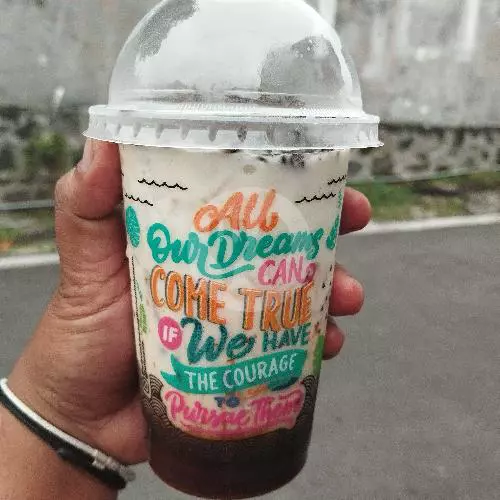 All
Our Dreams
CAN
COME TRUE
IF We HAVE
THE COURAGE
TO
Pursue Them